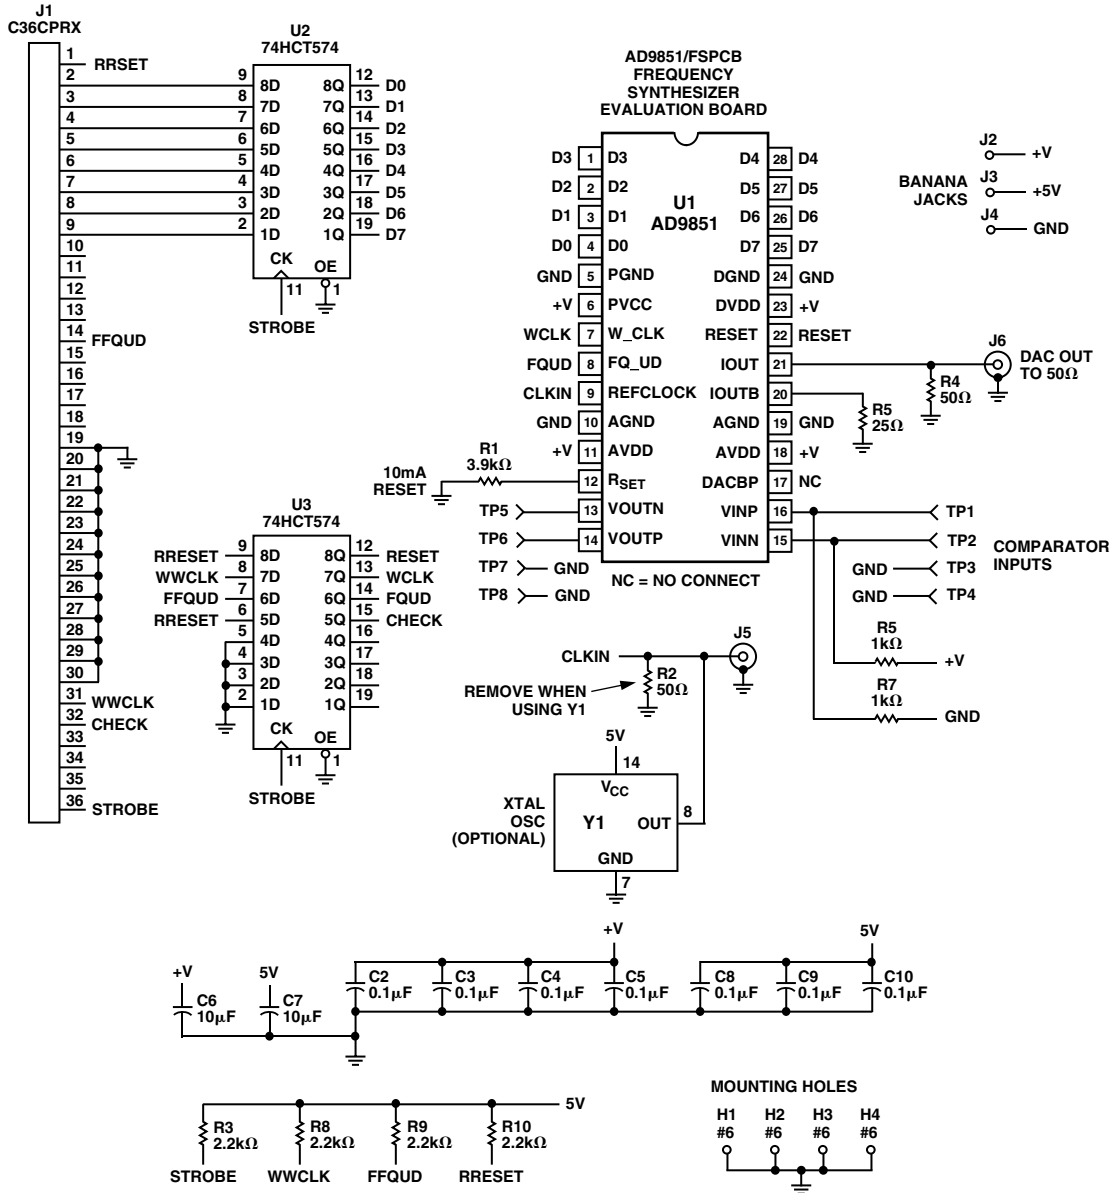 J1
C36CPRX
1
RRSET
2
3
4
5
6
7
8
9
10
11
12
13
14
FFQUD
15
16
17
18
19
20
21
22
23
24
25
26
27
28
29
30
31
WWCLK
32
CHECK
33
34
35
36
STROBE
U2
74HCT574
9 8D 8Q 12 D0
8 7D 7Q 13 D1
7 6D 6Q 14 D2
6 5D 5Q 15 D3
5 4D 4Q 16 D4
4 3D 3Q 17 D5
3 2D 2Q 18 D6
2 1D 1Q 19 D7
CK OE
11 1
STROBE
U3
74HCT574
RRESET 9 8D 8Q 12 RESET
WWCLK 8 7D 7Q 13 WCLK
FFQUD 7 6D 6Q 14 FQUD
RRESET 6 5D 5Q 15 CHECK
5 4D 4Q 16
4 3D 3Q 17
3 2D 2Q 18
2 1D 1Q 19
CK OE
11 1
STROBE
AD9851/FSPCB
FREQUENCY
SYNTHESIZER
EVALUATION BOARD
U1
AD9851
D3 1 D3 D4 28 D4
D2 2 D2 D5 27 D5
D1 3 D1 D6 26 D6
D0 4 D0 D7 25 D7
GND 5 PGND DGND 24 GND
+V 6 PVCC DVDD 23 +V
WCLK 7 W_CLK RESET 22 RESET
FQUD 8 FQ_UD IOUT 21
CLKIN 9 REFCLOCK IOUTB 20
GND 10 AGND AGND 19 GND
+V 11 AVDD AVDD 18 +V
12 RSET DACBP 17 NC
TP5 13 VOUTN VINP 16 TP1
TP6 14 VOUTP VINN 15 TP2
TP7 GND
TP8 GND
NC = NO CONNECT
R1
3.9kΩ
10mA
RESET
J2
+V
BANANA
JACKS
J3
+5V
J4
GND
J6
DAC OUT
TO 50Ω
R4
50Ω
R5
25Ω
GND TP3
GND TP4
COMPARATOR
INPUTS
R5
1kΩ
+V
R7
1kΩ
GND
CLKIN
J5
R2
50Ω
REMOVE WHEN
USING Y1
5V
14
VCC
XTAL
OSC
(OPTIONAL)
Y1
OUT
8
GND
7
+V
C6
10µF
5V
C7
10µF
+V
C2
0.1µF
C3
0.1µF
C4
0.1µF
C5
0.1µF
5V
C8
0.1µF
C9
0.1µF
C10
0.1µF
5V
R3
2.2kΩ
STROBE
R8
2.2kΩ
WWCLK
R9
2.2kΩ
FFQUD
R10
2.2kΩ
RRESET
MOUNTING HOLES
H1 H2 H3 H4
#6 #6 #6 #6